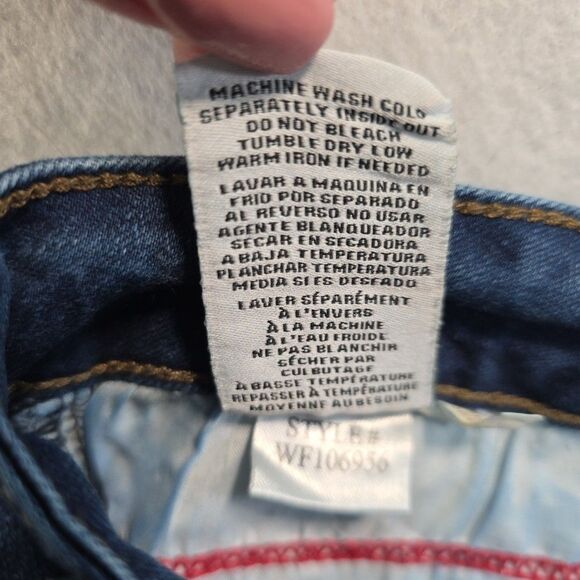 MACHINE WASH COLD
SEPARATELY INSIDE OUT
DO NOT BLEACH
TUMBLE DRY LOW
WARM IRON IF NEEDED
LAVAR A MAQUINA EN
FRIO POR SEPARADO
AL REVERSO NO USAR
AGENTE BLANQUEADOR
SECAR EN SECADORA
A BAJA TEMPERATURA
PLANCHAR TEMPERATURA
MEDIA SI ES DESEADO
LAVER SÉPARÉMENT
À L'ENVERS
À LA MACHINE
À L'EAU FROIDE
NE PAS BLANCHIR
SÉCHER PAR
CULBUTAGE
À BASSE TEMPÉRATURE
REPASSER À TEMPÉRATURE
MOYENNE AU BESOIN
STYLE#
WF106956